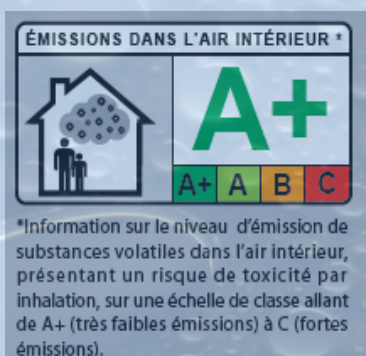 ÉMISSIONS DANS L'AIR INTÉRIEUR *
A+
A+ A B C
*Information sur le niveau d'émission de
substances volatiles dans l'air intérieur,
présentant un risque de toxicité par
inhalation, sur une échelle de classe allant
de A+ (très faibles émissions) à C (fortes
émissions).